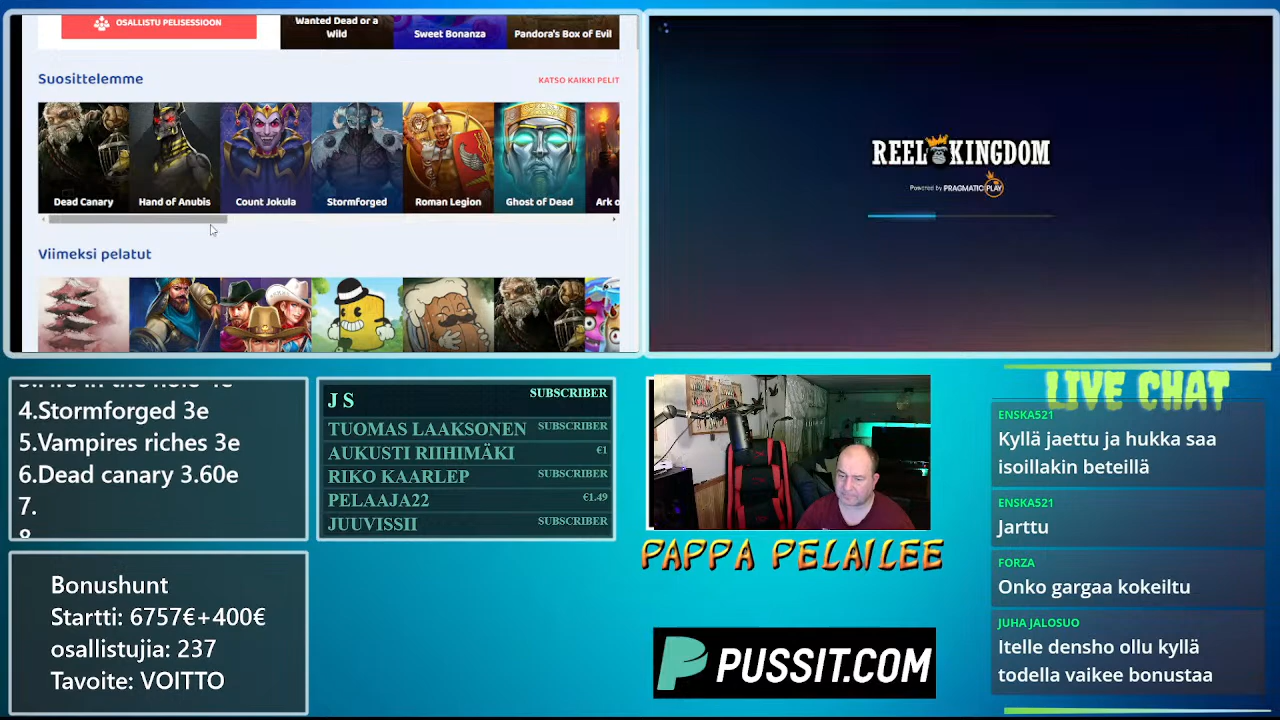 OSALLISTU PELISESSIOON
Wanted Dead or a
Wild
Sweet Bonanza
Pandora's Box of Evil
Suosittelemme
KATSO KAIKKI PELIT
Dead Canary
Hand of Anubis
Count Jokula
Stormforged
Roman Legion
Ghost of Dead
Ark o
Viimeksi pelatut
REEL KINGDOM
Powered by PRAGMATIC PLAY
4.Stormforged 3e
5.Vampires riches 3e
6.Dead canary 3.60e
7.
J S SUBSCRIBER
TUOMAS LAAKSONEN SUBSCRIBER
AUKUSTI RIIHIMÄKI €1
RIKO KAARLEP SUBSCRIBER
PELAAJA22 €1.49
JUUVISSII SUBSCRIBER
Bonushunt
Startti: 6757€+400€
osallistujia: 237
Tavoite: VOITTO
PAPPA PELAILEE
PUSSIT.COM
LIVE CHAT
ENSKA521
Kyllä jaettu ja hukka saa
isoillakin beteillä
ENSKA521
Jarttu
FORZA
Onko gargaa kokeiltu
JUHA JALOSUO
Itelle densho ollu kyllä
todella vaikee bonustaa